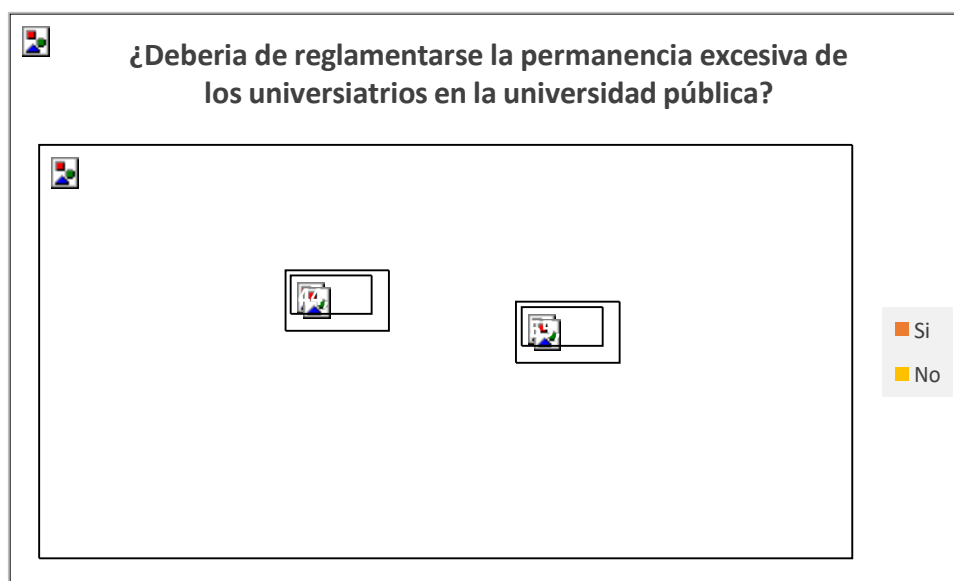 ¿Deberia de reglamentarse la permanencia excesiva de
los universiatrios en la universidad pública?
Si
No